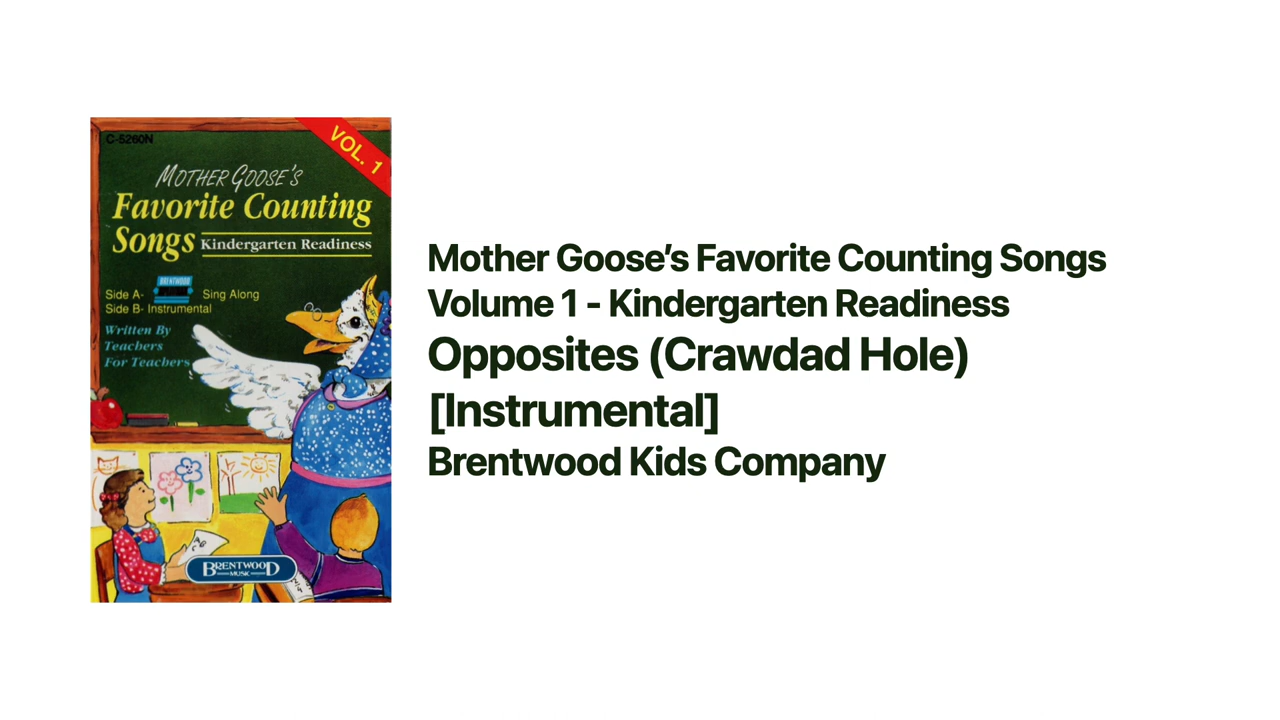 C-5260N
VOL. 1
MOTHER GOOSE'S
Favorite Counting
Songs Kindergarten Readiness
BRENTWOOD
Side A- Sing Along
Side B- Instrumental
Written By
Teachers
For Teachers
ABC
BRENTWOOD
MUSIC
Mother Goose’s Favorite Counting Songs
Volume 1 - Kindergarten Readiness
Opposites (Crawdad Hole)
[Instrumental]
Brentwood Kids Company